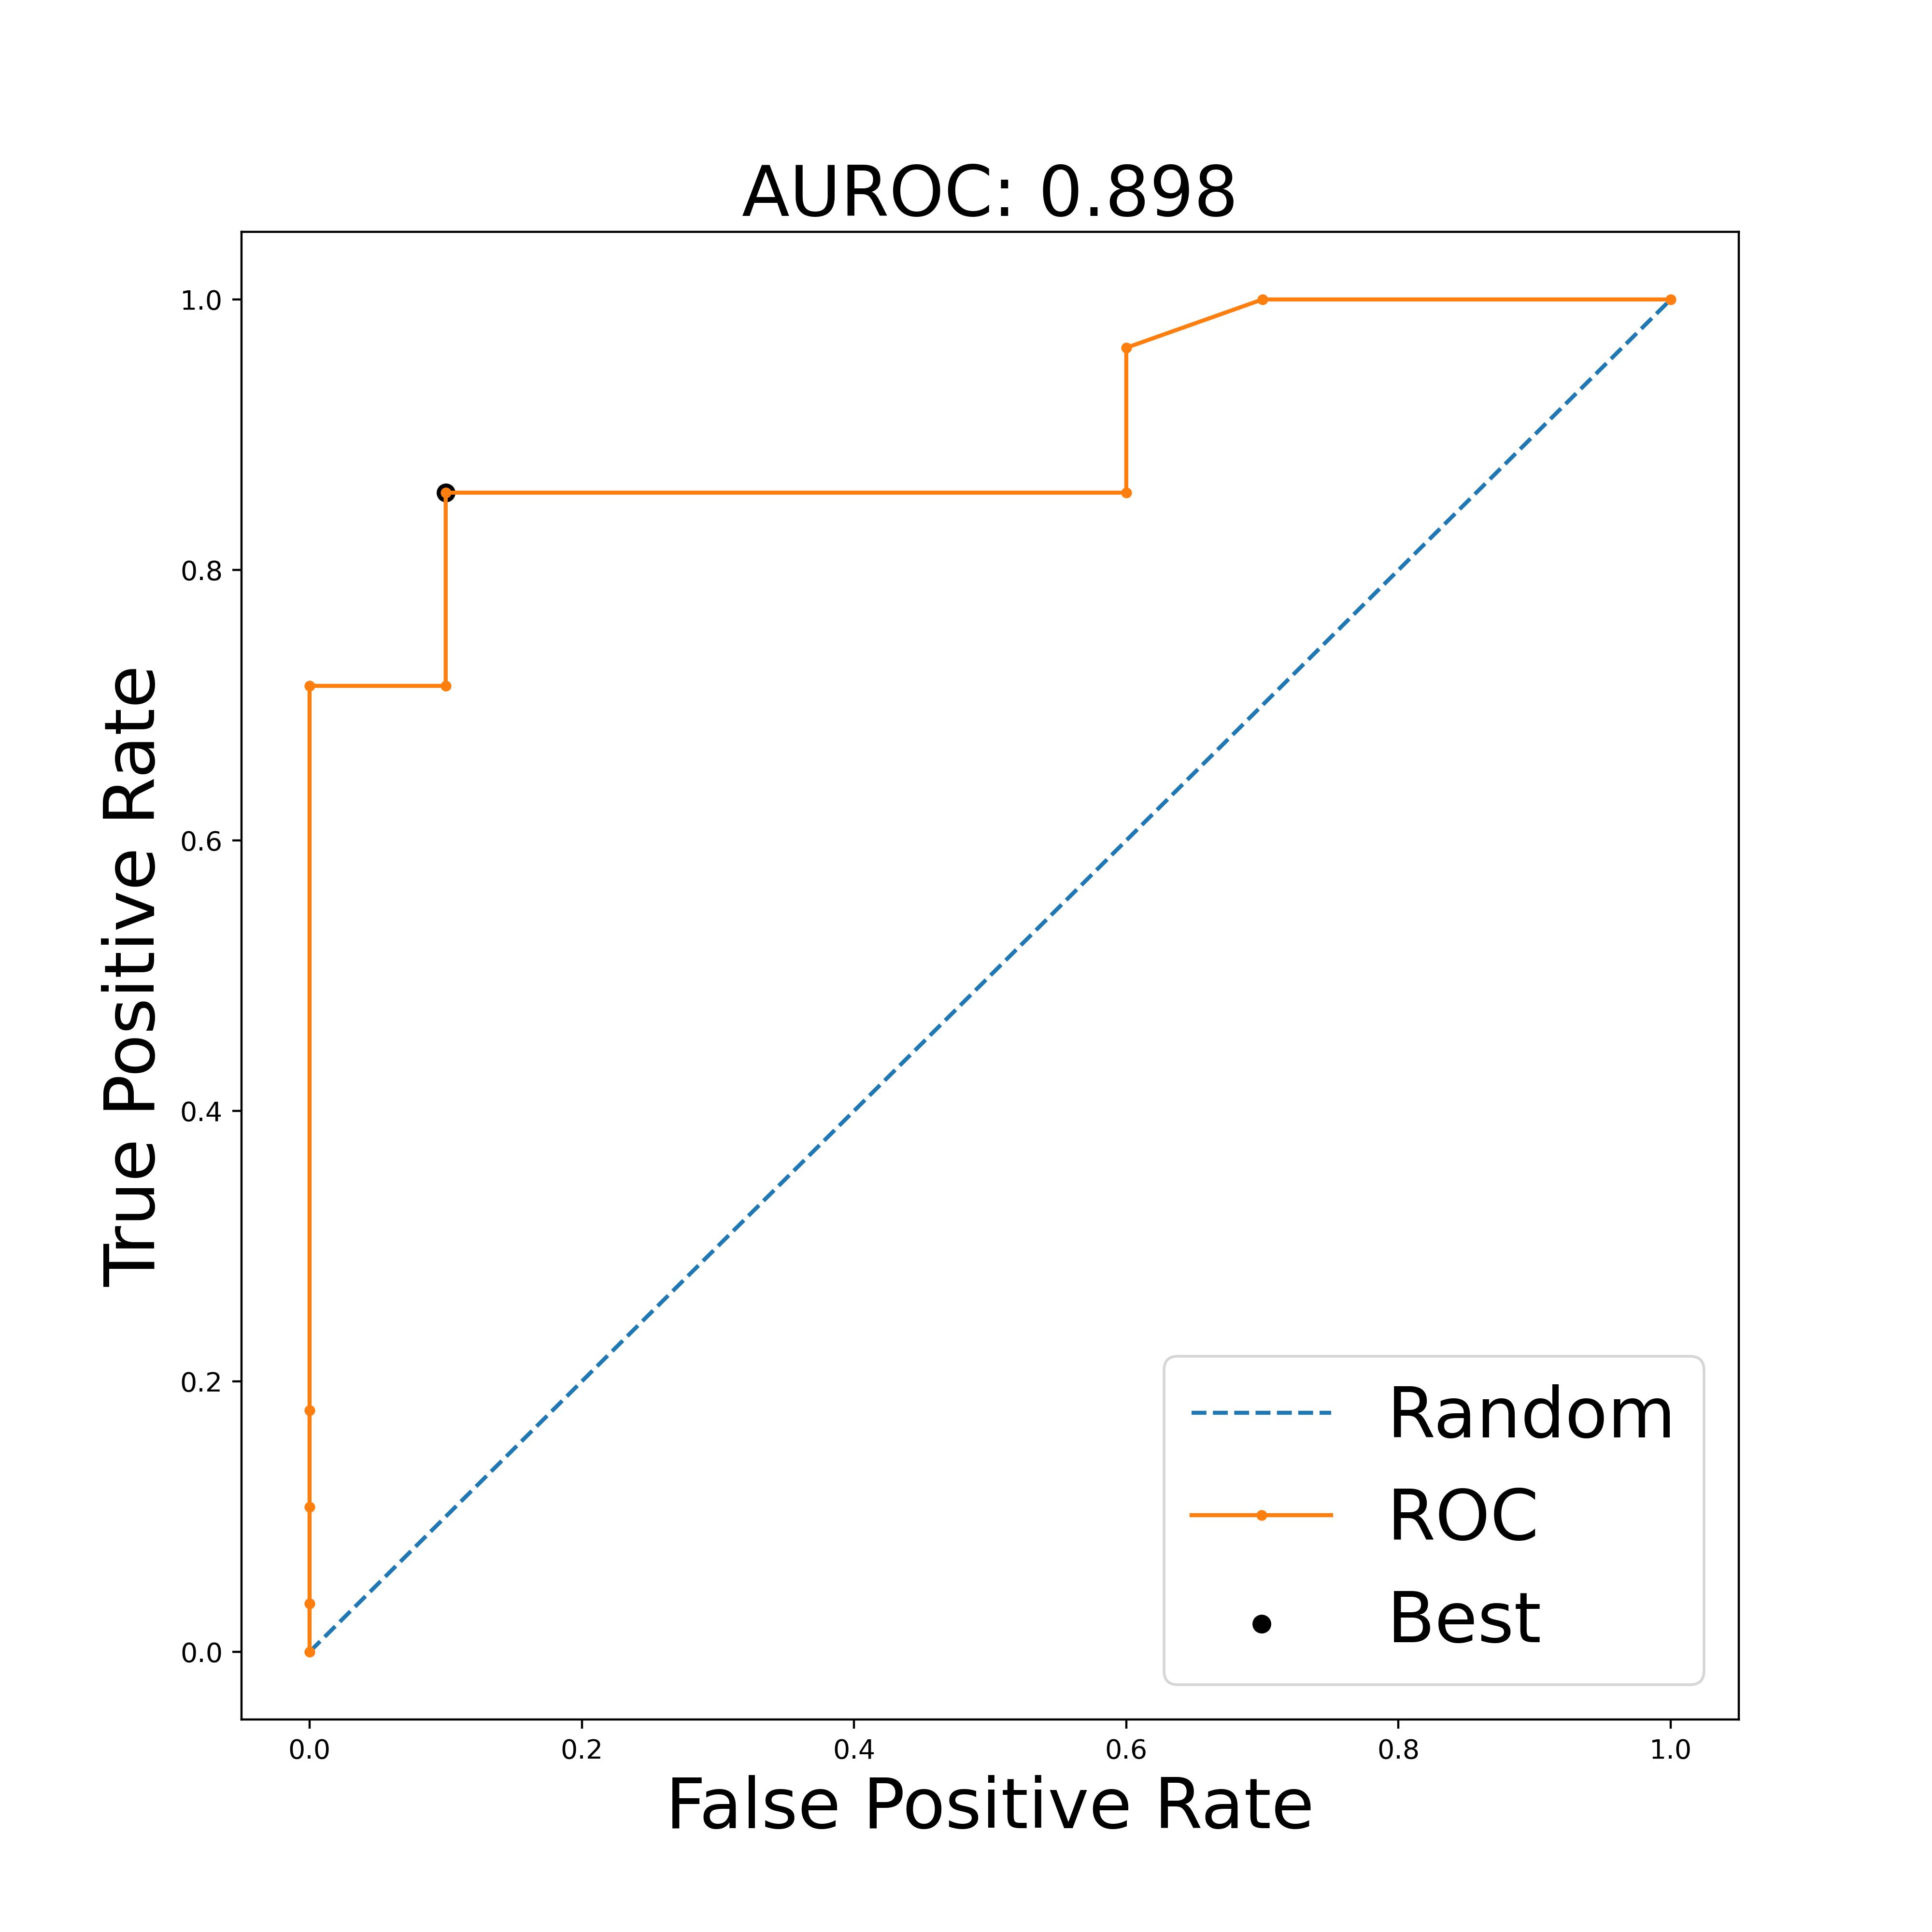 AUROC: 0.898
True Positive Rate
1.0
0.8
0.6
0.4
0.2
0.0
Random
ROC
Best
0.0 0.2 0.4 0.6 0.8 1.0
False Positive Rate